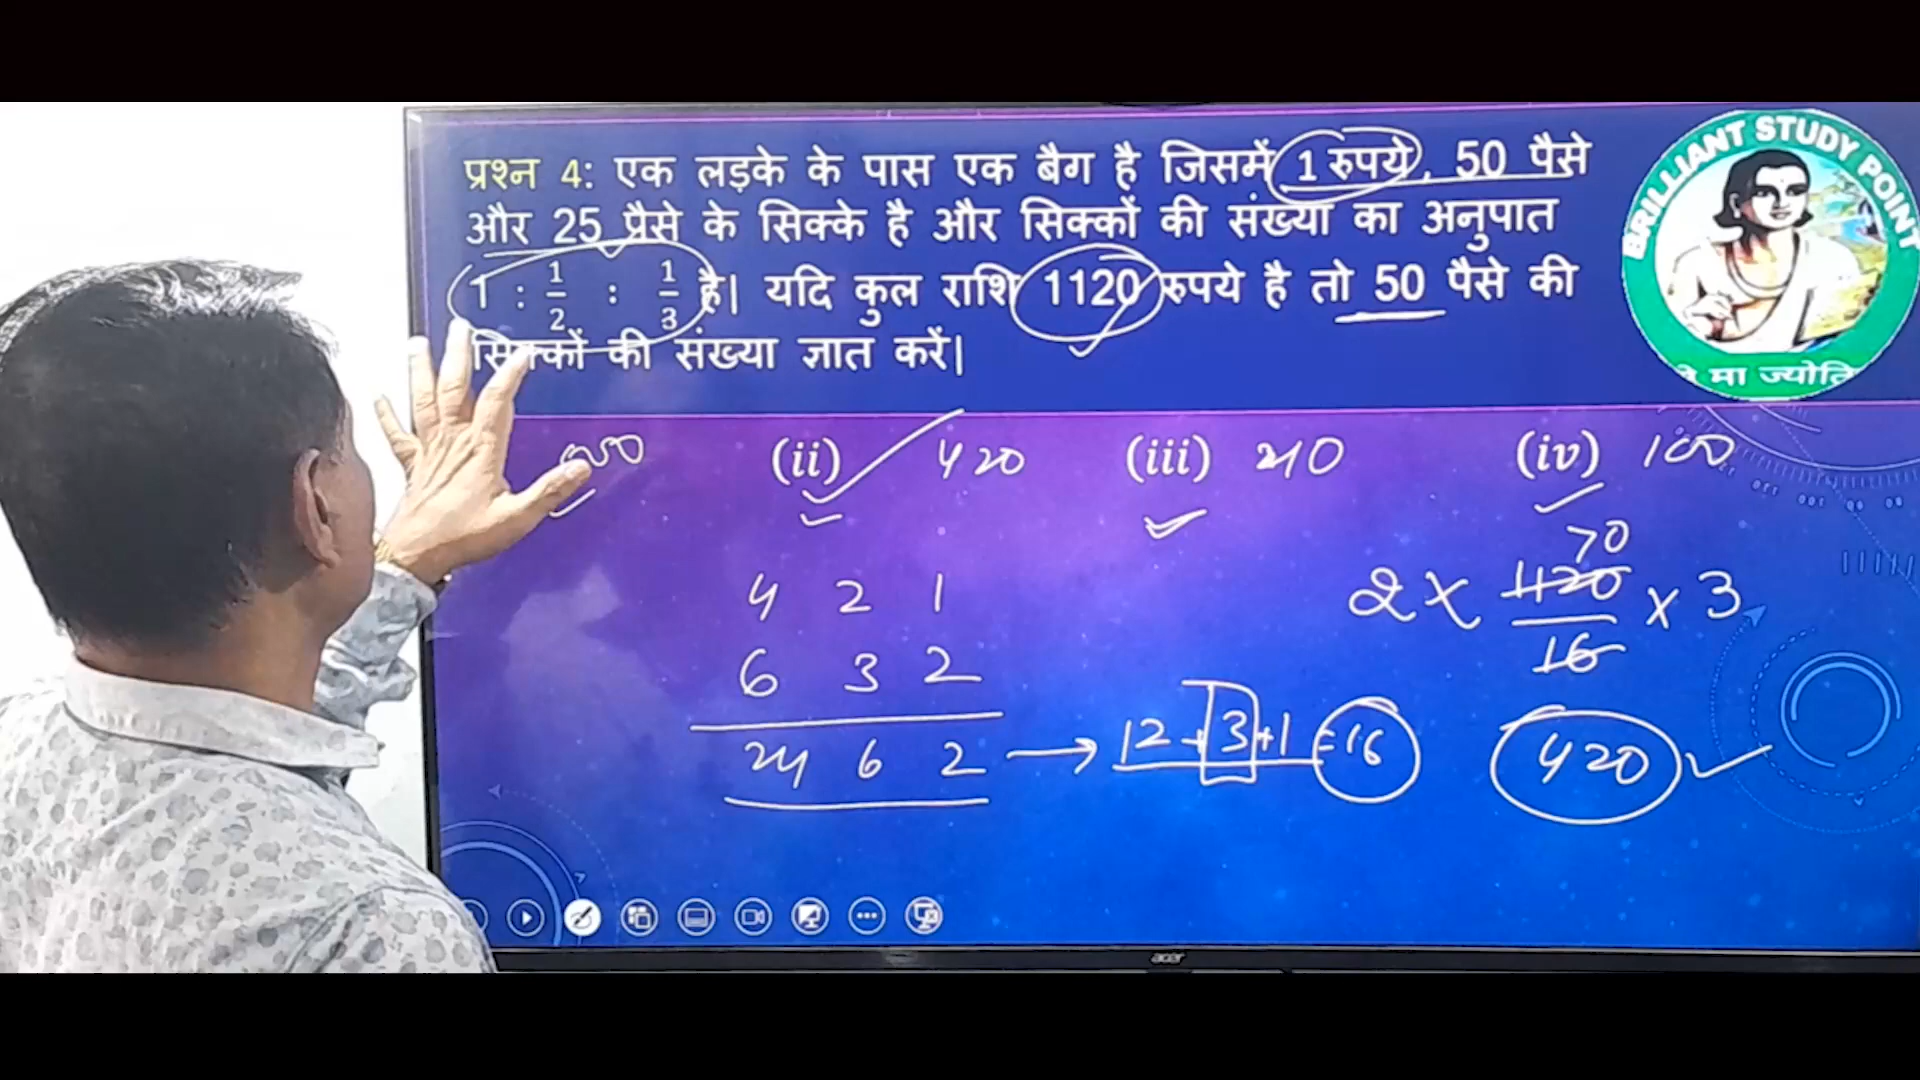 प्रश्न 4: एक लड़के के पास एक बैग है जिसमें 1 रुपये, 50 पैसे
और 25 प्रैसे के सिक्के है और सिक्कों की संख्या का अनुपात
1 : 1/2 : 1/3 है| यदि कुल राशि 1120 रुपये है तो 50 पैसे की
सिक्कों की संख्या ज्ञात करें|
BRILLIANT STUDY POINT
मा ज्योति
(ii) 420 (iii) 210 (iv) 100
4 2 1
6 3 2
24 6 2 → 12+3+1=16
70
2 × 1120/16 × 3
420
acer